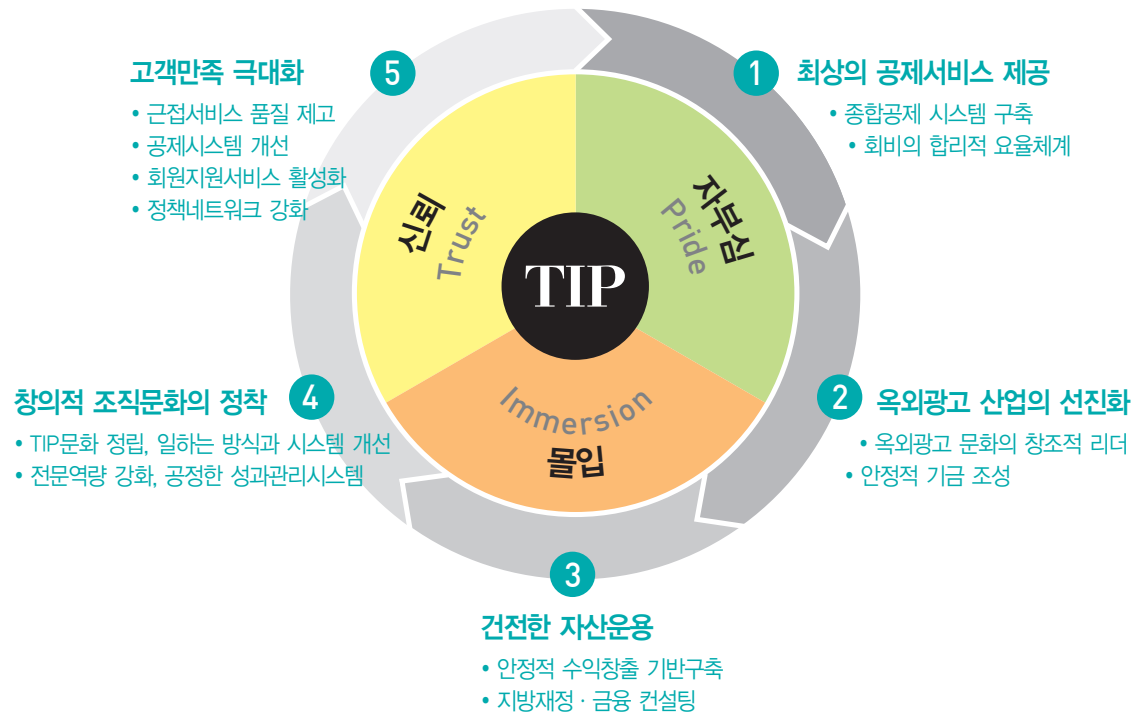 1
최상의 공제서비스 제공
• 종합공제 시스템 구축
• 회비의 합리적 요율체계
2
옥외광고 산업의 선진화
• 옥외광고 문화의 창조적 리더
• 안정적 기금 조성
3
건전한 자산운용
• 안정적 수익창출 기반구축
• 지방재정 · 금융 컨설팅
4
창의적 조직문화의 정착
• TIP문화 정립, 일하는 방식과 시스템 개선
• 전문역량 강화, 공정한 성과관리시스템
5
고객만족 극대화
• 근접서비스 품질 제고
• 공제시스템 개선
• 회원지원서비스 활성화
• 정책네트워크 강화
신뢰
Trust
자부심
Pride
TIP
Immersion
몰입